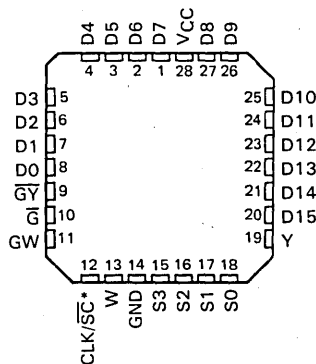 D4 D5 D6 D7 VCC D8 D9
4 3 2 1 28 27 26
D3 5 25 D10
D2 6 24 D11
D1 7 23 D12
D0 8 22 D13
G̅Y̅ 9 21 D14
G̅ 10 20 D15
GW 11 19 Y
12 13 14 15 16 17 18
CLK/S̅C̅* W GND S3 S2 S1 S0